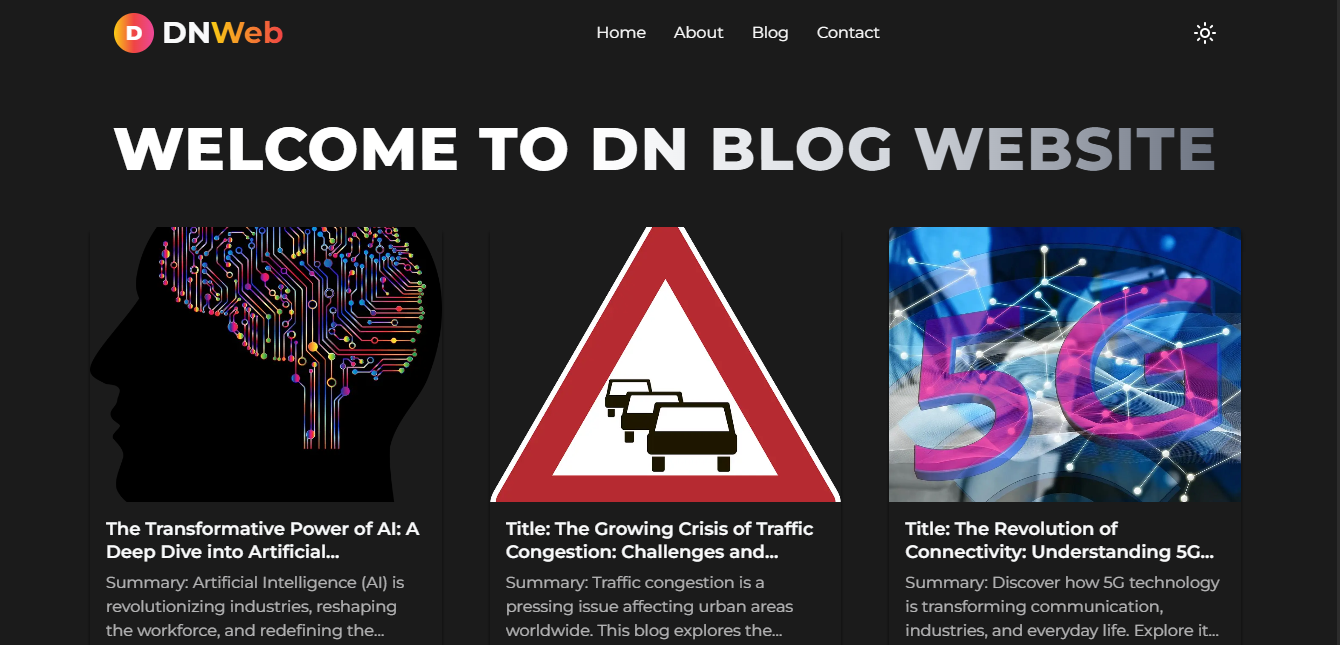 D DNWeb
Home About Blog Contact
WELCOME TO DN BLOG WEBSITE
5G
The Transformative Power of AI: A
Deep Dive into Artificial...
Summary: Artificial Intelligence (AI) is
revolutionizing industries, reshaping
the workforce, and redefining the...
Title: The Growing Crisis of Traffic
Congestion: Challenges and...
Summary: Traffic congestion is a
pressing issue affecting urban areas
worldwide. This blog explores the...
Title: The Revolution of
Connectivity: Understanding 5G...
Summary: Discover how 5G technology
is transforming communication,
industries, and everyday life. Explore it...